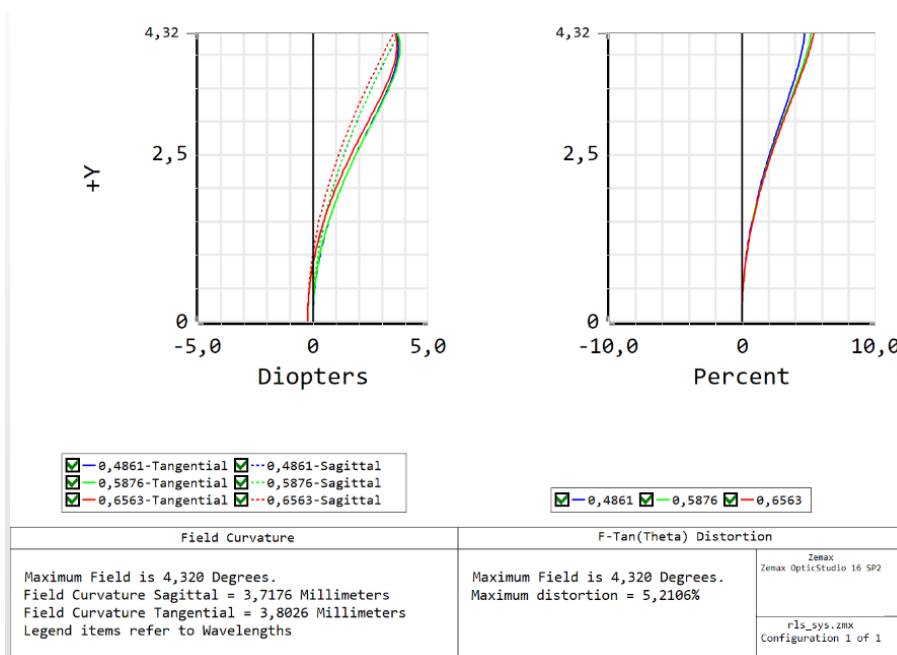 4,32
2,5
0
+Y
-5,0 0 5,0
Diopters
4,32
2,5
0
-10,0 0 10,0
Percent
0,4861-Tangential 0,4861-Sagittal
0,5876-Tangential 0,5876-Sagittal
0,6563-Tangential 0,6563-Sagittal
0,4861 0,5876 0,6563
Field Curvature
Maximum Field is 4,320 Degrees.
Field Curvature Sagittal = 3,7176 Millimeters
Field Curvature Tangential = 3,8026 Millimeters
Legend items refer to Wavelengths
F-Tan(Theta) Distortion
Maximum Field is 4,320 Degrees.
Maximum distortion = 5,2106%
Zemax
Zemax OpticStudio 16 SP2
rls_sys.zmx
Configuration 1 of 1